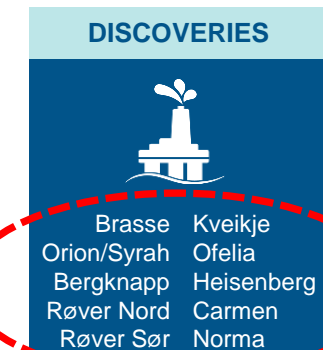 DISCOVERIES
Brasse Kveikje
Orion/Syrah Ofelia
Bergknapp Heisenberg
Røver Nord Carmen
Røver Sør Norma